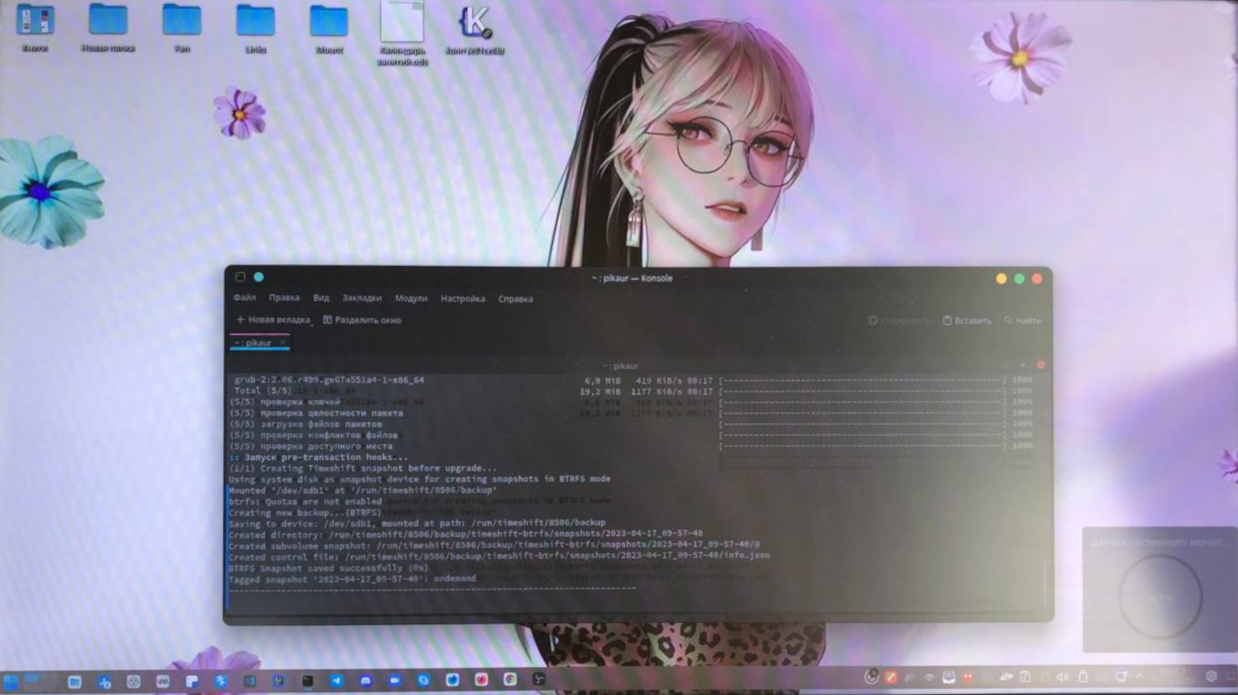 Книги
Новая папка
Fan
Links
Mount
Календарь
занятий.ods
~ : pikaur — Konsole
Файл Правка Вид Закладки Модули Настройка Справка
Новая вкладка Разделить окно Копировать Вставить Найти
~ : pikaur
~ : pikaur
grub-2:2.06.r499.ge67a551a4-1-x86_64 6,8 MiB 419 KiB/s 00:17 [----------] 100%
Total (5/5) 19,2 MiB 1177 KiB/s 00:17 [----------] 100%
(5/5) проверка ключей [----------] 100%
(5/5) проверка целостности пакета [----------] 100%
(5/5) загрузка файлов пакетов [----------] 100%
(5/5) проверка конфликтов файлов [----------] 100%
(5/5) проверка доступного места [----------] 100%
:: Запуск pre-transaction hooks...
(1/1) Creating Timeshift snapshot before upgrade...
Using system disk as snapshot device for creating snapshots in BTRFS mode
Mounted '/dev/sdb1' at '/run/timeshift/8506/backup'
btrfs: Quotas are not enabled
Creating new backup...(BTRFS)
Saving to device: /dev/sdb1, mounted at path: /run/timeshift/8506/backup
Created directory: /run/timeshift/8506/backup/timeshift-btrfs/snapshots/2023-04-17_09-57-40
Created subvolume snapshot: /run/timeshift/8506/backup/timeshift-btrfs/snapshots/2023-04-17_09-57-40/@
Created control file: /run/timeshift/8506/backup/timeshift-btrfs/snapshots/2023-04-17_09-57-40/info.json
BTRFS Snapshot saved successfully (0s)
Tagged snapshot '2023-04-17_09-57-40': ondemand
----------